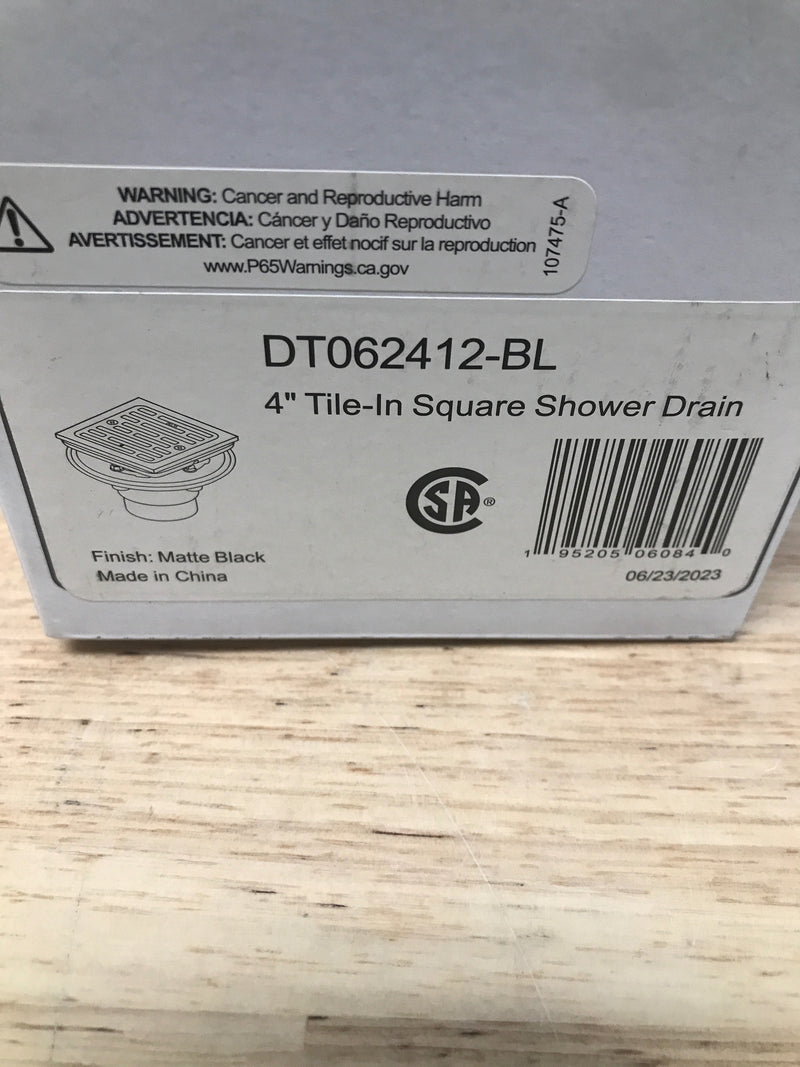 WARNING: Cancer and Reproductive Harm
ADVERTENCIA: Cáncer y Daño Reproductivo
AVERTISSEMENT: Cancer et effet nocif sur la reproduction
www.P65Warnings.ca.gov
107475-A
DT062412-BL
4" Tile-In Square Shower Drain
SA®
1 95205 06084 0
Finish: Matte Black
Made in China
06/23/2023